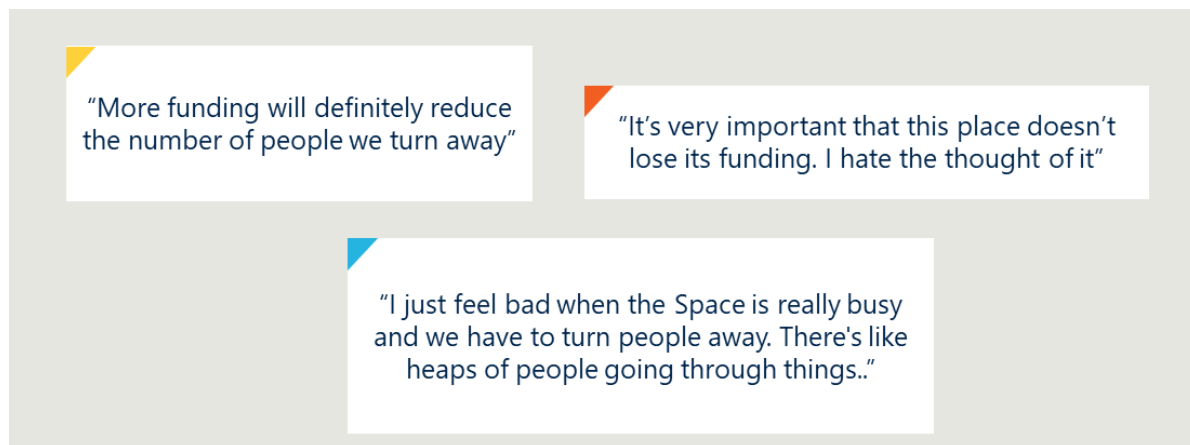 “More funding will definitely reduce
the number of people we turn away”
“It’s very important that this place doesn’t
lose its funding. I hate the thought of it”
“I just feel bad when the Space is really busy
and we have to turn people away. There's like
heaps of people going through things..”